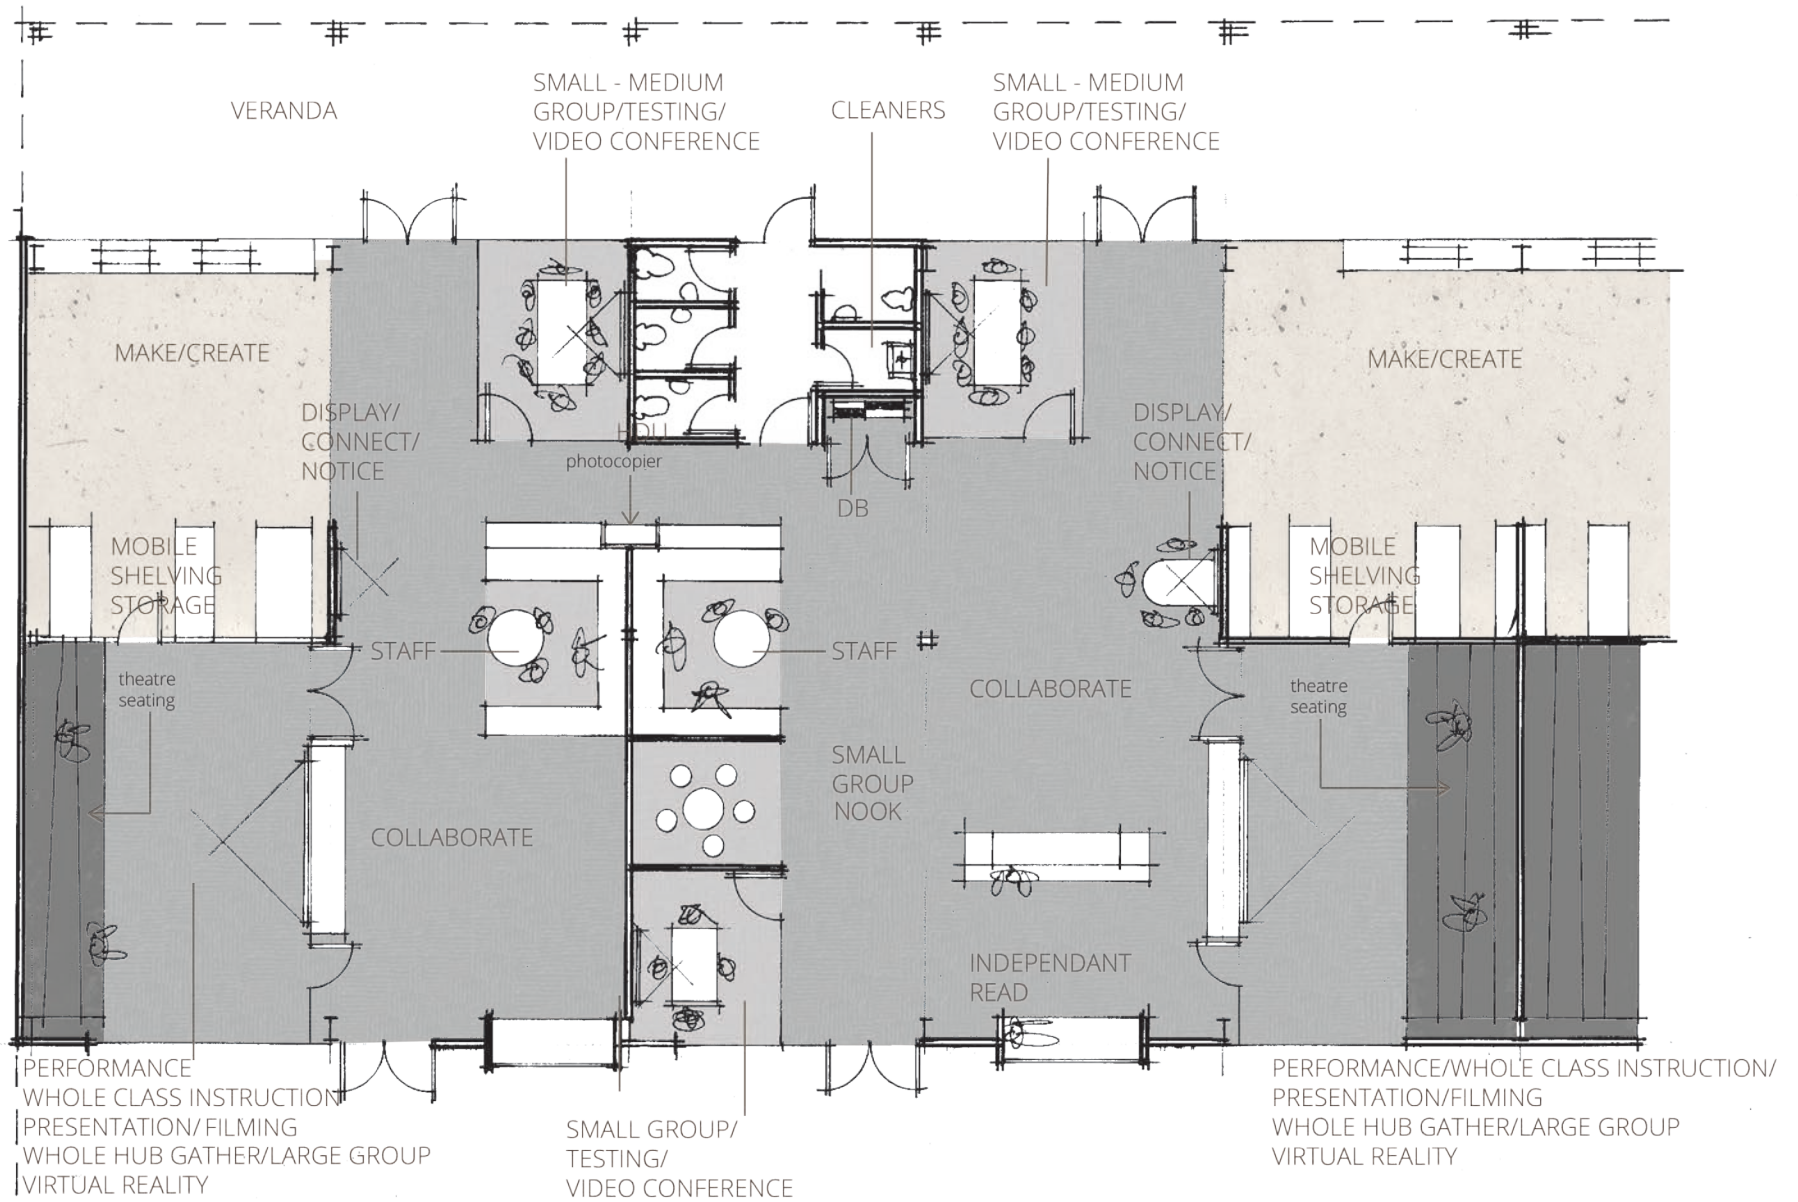 VERANDA
SMALL - MEDIUM
GROUP/TESTING/
VIDEO CONFERENCE
CLEANERS
SMALL - MEDIUM
GROUP/TESTING/
VIDEO CONFERENCE
MAKE/CREATE
MAKE/CREATE
DISPLAY/
CONNECT/
NOTICE
photocopier
DB
DISPLAY/
CONNECT/
NOTICE
MOBILE
SHELVING
STORAGE
MOBILE
SHELVING
STORAGE
STAFF
STAFF
theatre
seating
COLLABORATE
theatre
seating
SMALL
GROUP
NOOK
COLLABORATE
INDEPENDANT
READ
PERFORMANCE
WHOLE CLASS INSTRUCTION
PRESENTATION/FILMING
WHOLE HUB GATHER/LARGE GROUP
VIRTUAL REALITY
SMALL GROUP/
TESTING/
VIDEO CONFERENCE
PERFORMANCE/WHOLE CLASS INSTRUCTION/
PRESENTATION/FILMING
WHOLE HUB GATHER/LARGE GROUP
VIRTUAL REALITY